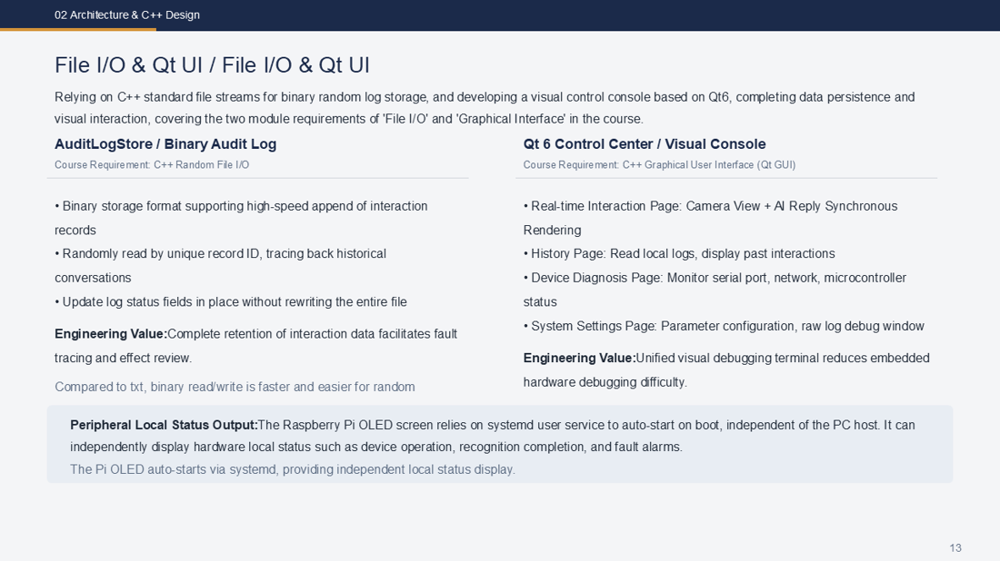 02 Architecture & C++ Design
File I/O & Qt UI / File I/O & Qt UI
Relying on C++ standard file streams for binary random log storage, and developing a visual control console based on Qt6, completing data persistence and
visual interaction, covering the two module requirements of 'File I/O' and 'Graphical Interface' in the course.
AuditLogStore / Binary Audit Log
Course Requirement: C++ Random File I/O
• Binary storage format supporting high-speed append of interaction
records
• Randomly read by unique record ID, tracing back historical
conversations
• Update log status fields in place without rewriting the entire file
Engineering Value:Complete retention of interaction data facilitates fault
tracing and effect review.
Compared to txt, binary read/write is faster and easier for random
Qt 6 Control Center / Visual Console
Course Requirement: C++ Graphical User Interface (Qt GUI)
• Real-time Interaction Page: Camera View + AI Reply Synchronous
Rendering
• History Page: Read local logs, display past interactions
• Device Diagnosis Page: Monitor serial port, network, microcontroller
status
• System Settings Page: Parameter configuration, raw log debug window
Engineering Value:Unified visual debugging terminal reduces embedded
hardware debugging difficulty.
Peripheral Local Status Output:The Raspberry Pi OLED screen relies on systemd user service to auto-start on boot, independent of the PC host. It can
independently display hardware local status such as device operation, recognition completion, and fault alarms.
The Pi OLED auto-starts via systemd, providing independent local status display.
13